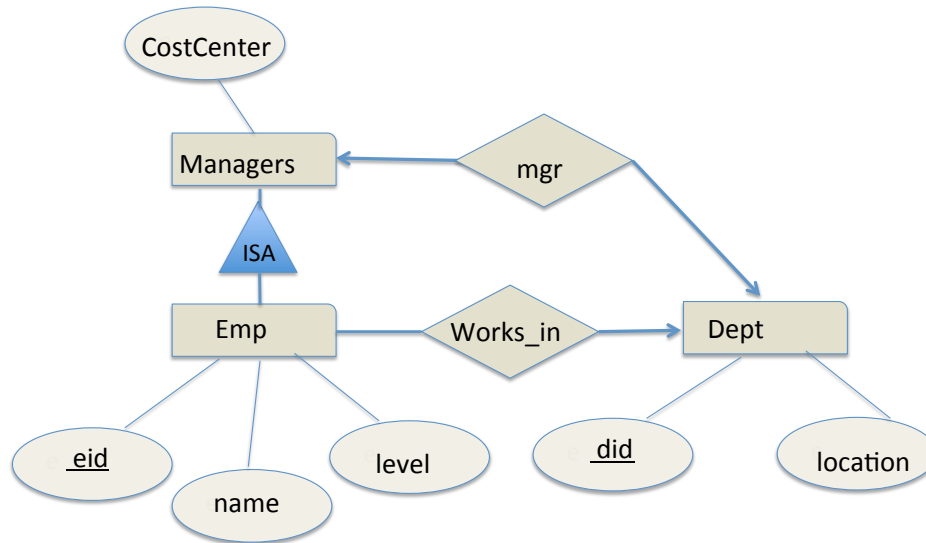 CostCenter
Managers
mgr
ISA
Emp
Works_in
Dept
eid
name
level
did
location